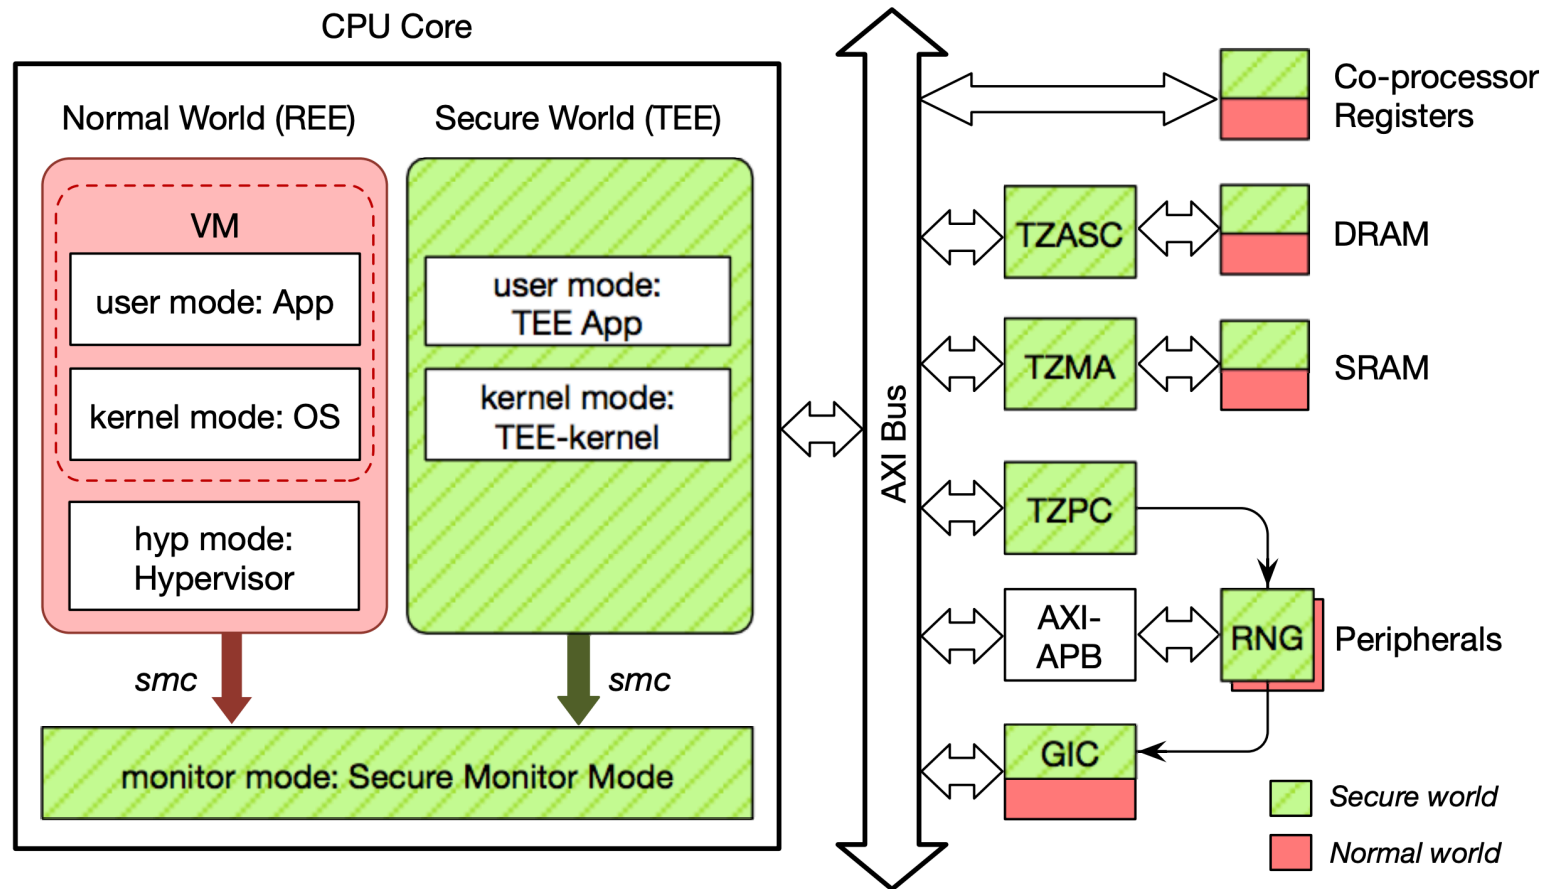 CPU Core
Normal World (REE)
Secure World (TEE)
VM
user mode: App
kernel mode: OS
hyp mode:
Hypervisor
user mode:
TEE App
kernel mode:
TEE-kernel
smc
smc
monitor mode: Secure Monitor Mode
AXI Bus
Co-processor
Registers
TZASC
DRAM
TZMA
SRAM
TZPC
AXI-
APB
RNG
Peripherals
GIC
Secure world
Normal world